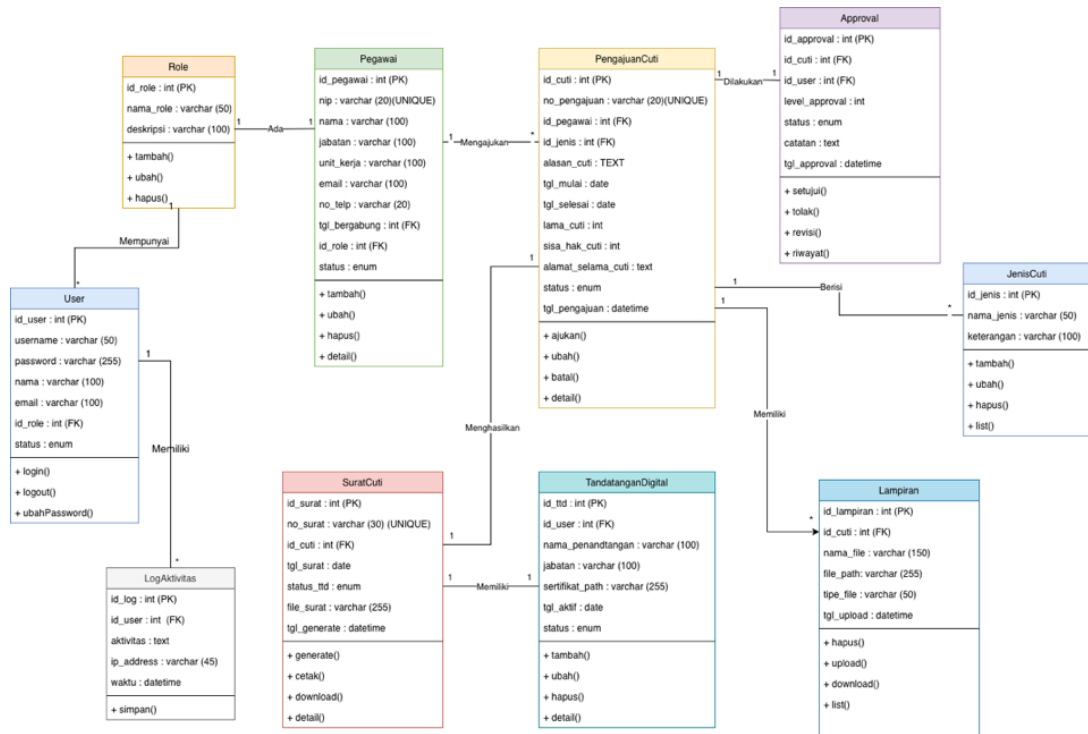 Role
id_role : int (PK)
nama_role : varchar (50)
deskripsi : varchar (100)
+ tambah()
+ ubah()
+ hapus()
1
Ada
1
1
Mempunyai
*
Pegawai
id_pegawai : int (PK)
nip : varchar (20)(UNIQUE)
nama : varchar (100)
jabatan : varchar (100)
unit_kerja : varchar (100)
email : varchar (100)
no_telp : varchar (20)
tgl_bergabung : int (FK)
id_role : int (FK)
status : enum
+ tambah()
+ ubah()
+ hapus()
+ detail()
1
Mengajukan
*
PengajuanCuti
id_cuti : int (PK)
no_pengajuan : varchar (20)(UNIQUE)
id_pegawai : int (FK)
id_jenis : int (FK)
alasan_cuti : TEXT
tgl_mulai : date
tgl_selesai : date
lama_cuti : int
sisa_hak_cuti : int
alamat_selama_cuti : text
status : enum
tgl_pengajuan : datetime
+ ajukan()
+ ubah()
+ batal()
+ detail()
1
Dilakukan
1
Approval
id_approval : int (PK)
id_cuti : int (FK)
id_user : int (FK)
level_approval : int
status : enum
catatan : text
tgl_approval : datetime
+ setujui()
+ tolak()
+ revisi()
+ riwayat()
1
Berisi
*
JenisCuti
id_jenis : int (PK)
nama_jenis : varchar (50)
keterangan : varchar (100)
+ tambah()
+ ubah()
+ hapus()
+ list()
User
id_user : int (PK)
username : varchar (50)
password : varchar (255)
nama : varchar (100)
email : varchar (100)
id_role : int (FK)
status : enum
+ login()
+ logout()
+ ubahPassword()
1
Memiliki
*
LogAktivitas
id_log : int (PK)
id_user : int (FK)
aktivitas : text
ip_address : varchar (45)
waktu : datetime
+ simpan()
1
Menghasilkan
1
SuratCuti
id_surat : int (PK)
no_surat : varchar (30) (UNIQUE)
id_cuti : int (FK)
tgl_surat : date
status_ttd : enum
file_surat : varchar (255)
tgl_generate : datetime
+ generate()
+ cetak()
+ download()
+ detail()
1
Memiliki
1
TandatanganDigital
id_ttd : int (PK)
id_user : int (FK)
nama_penandtangan : varchar (100)
jabatan : varchar (100)
sertifikat_path : varchar (255)
tgl_aktif : date
status : enum
+ tambah()
+ ubah()
+ hapus()
+ detail()
1
Memiliki
*
Lampiran
id_lampiran : int (PK)
id_cuti : int (FK)
nama_file : varchar (150)
file_path: varchar (255)
tipe_file : varchar (50)
tgl_upload : datetime
+ hapus()
+ upload()
+ download()
+ list()